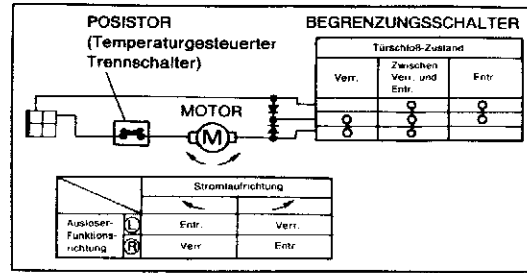 POSISTOR
(Temperaturgesteuerter
Trennschalter)
BEGRENZUNGSSCHALTER
Türschloß-Zustand
Verr.
Zwischen
Verr. und
Entr.
Entr
MOTOR
M
Stromlaufrichtung
Ausloser-
Funktions-
richtung
L
Entr.
Verr.
R
Verr
Entr